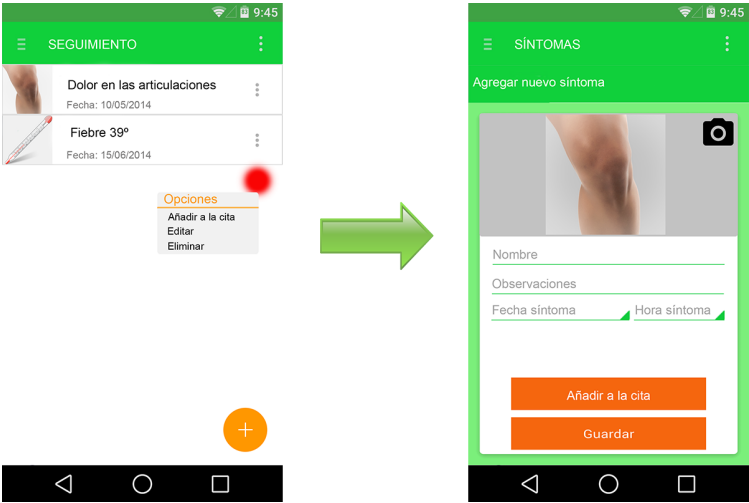 9:45
SEGUIMIENTO
Dolor en las articulaciones
Fecha: 10/05/2014
Fiebre 39º
Fecha: 15/06/2014
Opciones
Añadir a la cita
Editar
Eliminar
9:45
SÍNTOMAS
Agregar nuevo síntoma
Nombre
Observaciones
Fecha síntoma
Hora síntoma
Añadir a la cita
Guardar